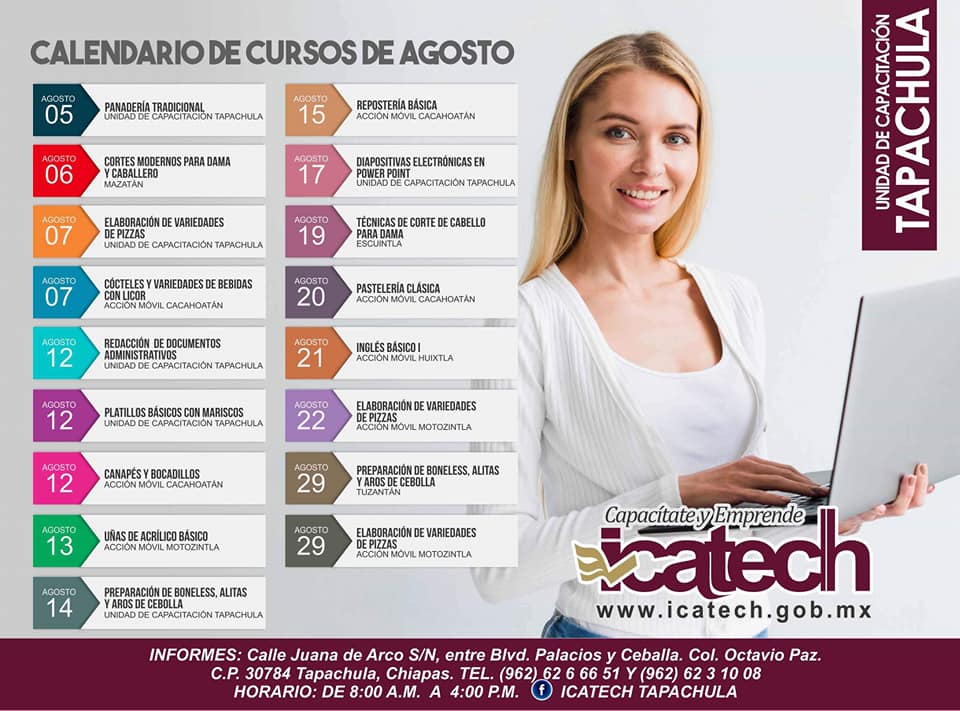 CALENDARIO DE CURSOS DE AGOSTO
AGOSTO
05
PANADERÍA TRADICIONAL
UNIDAD DE CAPACITACIÓN TAPACHULA
AGOSTO
06
CORTES MODERNOS PARA DAMA
Y CABALLERO
MAZATÁN
AGOSTO
07
ELABORACIÓN DE VARIEDADES
DE PIZZAS
UNIDAD DE CAPACITACIÓN TAPACHULA
AGOSTO
07
CÓCTELES Y VARIEDADES DE BEBIDAS
CON LICOR
ACCIÓN MÓVIL CACAHOATÁN
AGOSTO
12
REDACCIÓN DE DOCUMENTOS
ADMINISTRATIVOS
UNIDAD DE CAPACITACIÓN TAPACHULA
AGOSTO
12
PLATILLOS BÁSICOS CON MARISCOS
UNIDAD DE CAPACITACIÓN TAPACHULA
AGOSTO
12
CANAPÉS Y BOCADILLOS
ACCIÓN MÓVIL CACAHOATÁN
AGOSTO
13
UÑAS DE ACRÍLICO BÁSICO
ACCIÓN MÓVIL MOTOZINTLA
AGOSTO
14
PREPARACIÓN DE BONELESS, ALITAS
Y AROS DE CEBOLLA
UNIDAD DE CAPACITACIÓN TAPACHULA
AGOSTO
15
REPOSTERÍA BÁSICA
ACCIÓN MÓVIL CACAHOATÁN
AGOSTO
17
DIAPOSITIVAS ELECTRÓNICAS EN
POWER POINT
UNIDAD DE CAPACITACIÓN TAPACHULA
AGOSTO
19
TÉCNICAS DE CORTE DE CABELLO
PARA DAMA
ESCUINTLA
AGOSTO
20
PASTELERÍA CLÁSICA
ACCIÓN MÓVIL CACAHOATÁN
AGOSTO
21
INGLÉS BÁSICO I
ACCIÓN MÓVIL HUIXTLA
AGOSTO
22
ELABORACIÓN DE VARIEDADES
DE PIZZAS
ACCIÓN MÓVIL MOTOZINTLA
AGOSTO
29
PREPARACIÓN DE BONELESS, ALITAS
Y AROS DE CEBOLLA
TUZANTÁN
AGOSTO
29
ELABORACIÓN DE VARIEDADES
DE PIZZAS
ACCIÓN MÓVIL MOTOZINTLA
UNIDAD DE CAPACITACIÓN
TAPACHULA
Capacítate y Emprende
icatech
www.icatech.gob.mx
INFORMES: Calle Juana de Arco S/N, entre Blvd. Palacios y Ceballa. Col. Octavio Paz.
C.P. 30784 Tapachula, Chiapas. TEL. (962) 62 6 66 51 Y (962) 62 3 10 08
HORARIO: DE 8:00 A.M. A 4:00 P.M. f ICATECH TAPACHULA